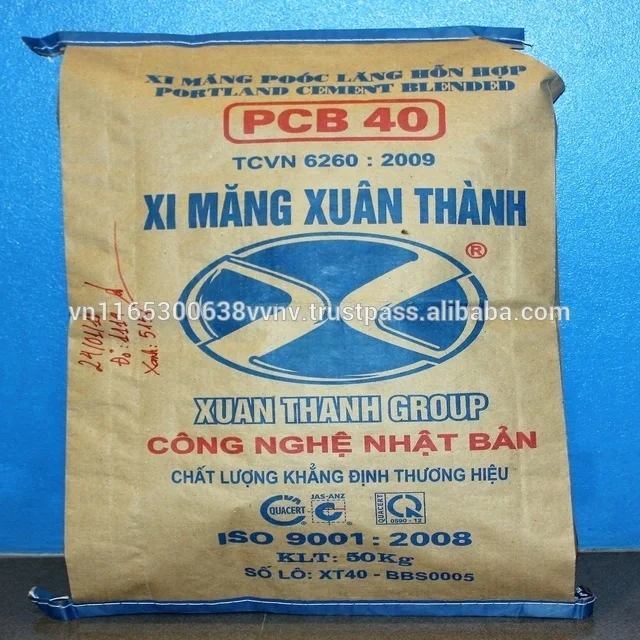 XI MĂNG POÓC LĂNG HỖN HỢP
PORTLAND CEMENT BLENDED
PCB 40
TCVN 6260 : 2009
XI MĂNG XUÂN THÀNH
®
vn1165300638vvnv.trustpass.alibaba.com
XUAN THANH GROUP
CÔNG NGHỆ NHẬT BẢN
CHẤT LƯỢNG KHẲNG ĐỊNH THƯƠNG HIỆU
QUACERT
JAS-ANZ
QUACERT
0590 - 12
ISO 9001 : 2008
KLT: 50Kg
SỐ LÔ: XT40 - BBS0005